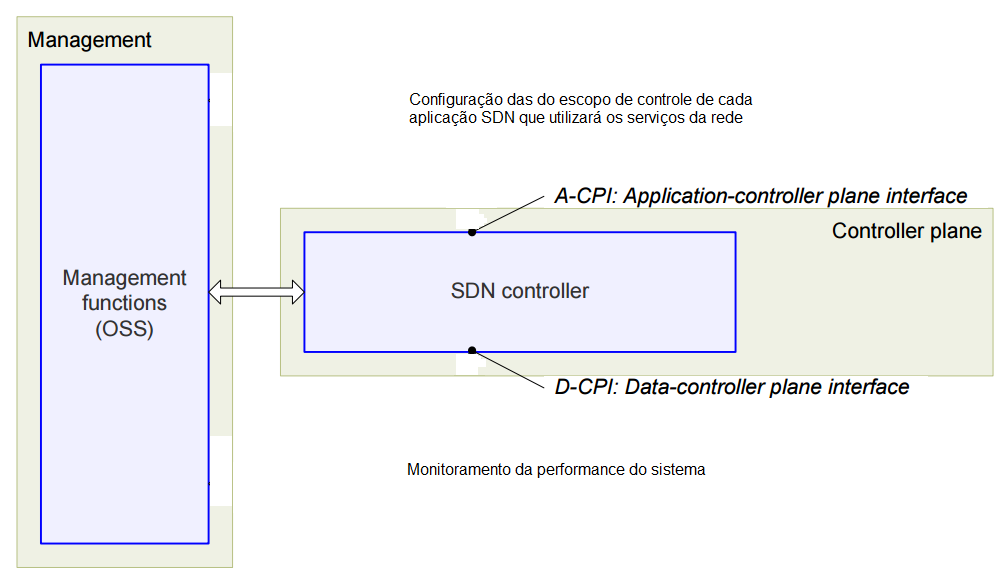 Management
Configuração das do escopo de controle de cada
aplicação SDN que utilizará os serviços da rede
A-CPI: Application-controller plane interface
Controller plane
Management
functions
(OSS)
SDN controller
D-CPI: Data-controller plane interface
Monitoramento da performance do sistema